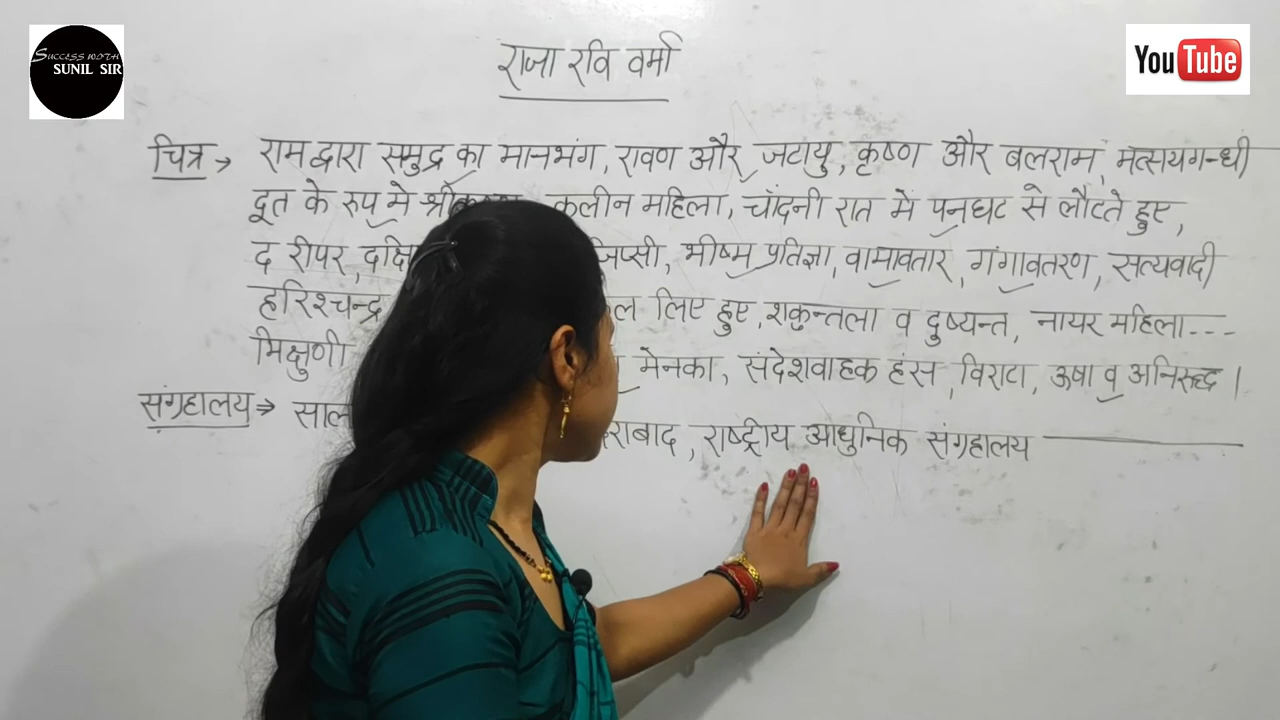 SUCCESS WITH
SUNIL SIR
YouTube
राजा रवि वर्मा
चित्र → राम द्वारा समुद्र का मानभंग, रावण और जटायु, कृष्ण और बलराम, मत्सयगन्धी
दूत के रूप मे कुलीन महिला, चाँदनी रात में पनघट से लौटते हुए,
द रीपर, जिप्सी, भीष्म प्रतिज्ञा, वामावतार, गंगावतरण, सत्यवादी
हरिश्चन्द्र लिए हुए, शकुन्तला व दुष्यन्त, नायर महिला---
भिक्षुणी मेनका, संदेशवाहक हंस, विराटा, ऊषा व अनिरूद्ध।
संग्रहालय ⇒ राष्ट्रीय आधुनिक संग्रहालय